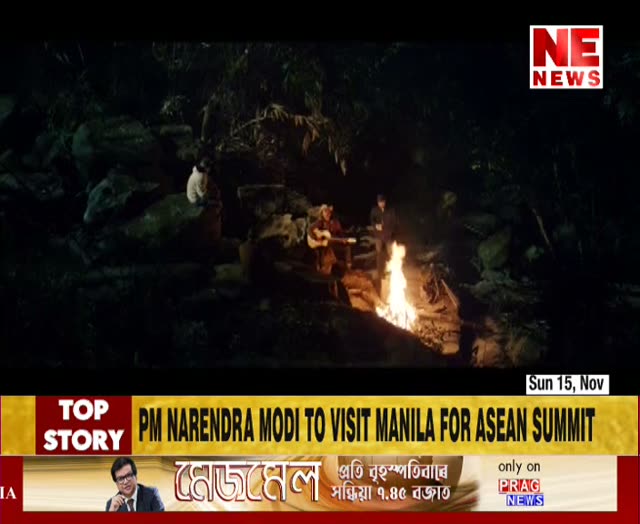 NE
NEWS
Sun 15, Nov
TOP
STORY
PM NARENDRA MODI TO VISIT MANILA FOR ASEAN SUMMIT
IA
মেজমেল
প্ৰতি বৃহস্পতিবাৰে
সন্ধিয়া ৭.৪৫ বজাত
only on
PRAG
NEWS